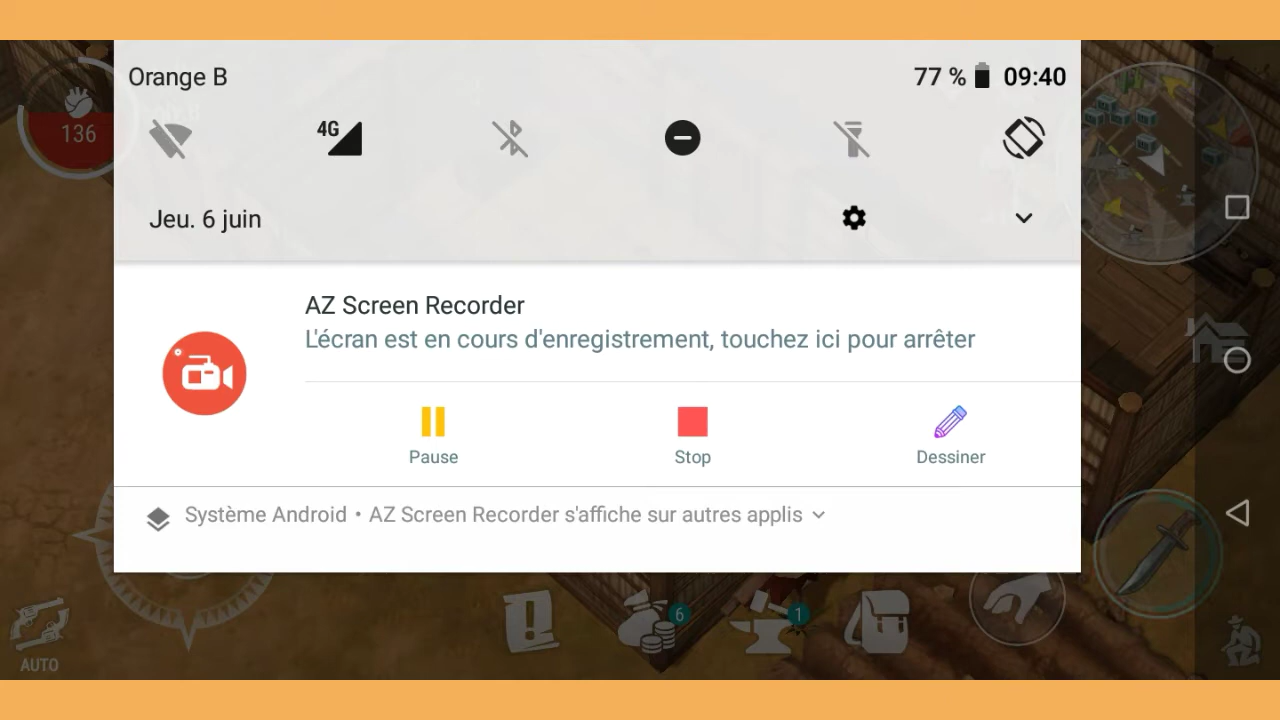 Orange B
77 % 09:40
136
4G
Jeu. 6 juin
AZ Screen Recorder
L'écran est en cours d'enregistrement, touchez ici pour arrêter
Pause Stop Dessiner
Système Android • AZ Screen Recorder s'affiche sur autres applis
6 1
AUTO